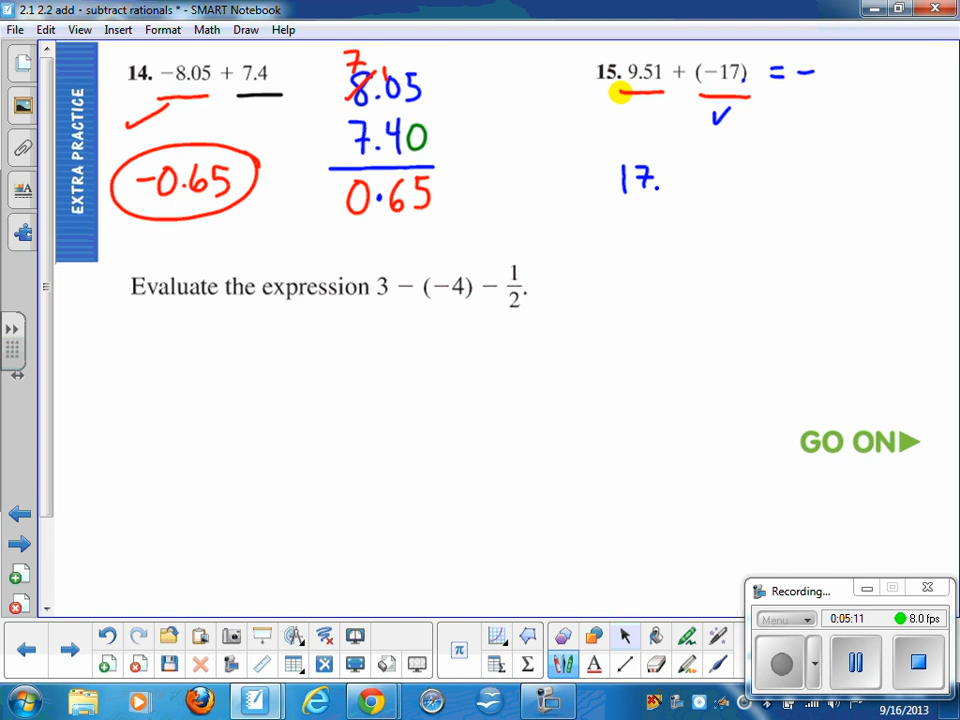 2.1 2.2 add - subtract rationals * - SMART Notebook
File Edit View Insert Format Math Draw Help
EXTRA PRACTICE
14. −8.05 + 7.4
7 1
8.05
7.40
0.65
-0.65
15. 9.51 + (−17) = -
17.
Evaluate the expression 3 − (−4) − 1/2.
GO ON
Recording...
Menu
0:05:11
8.0 fps
π
Σ
A
9/16/2013